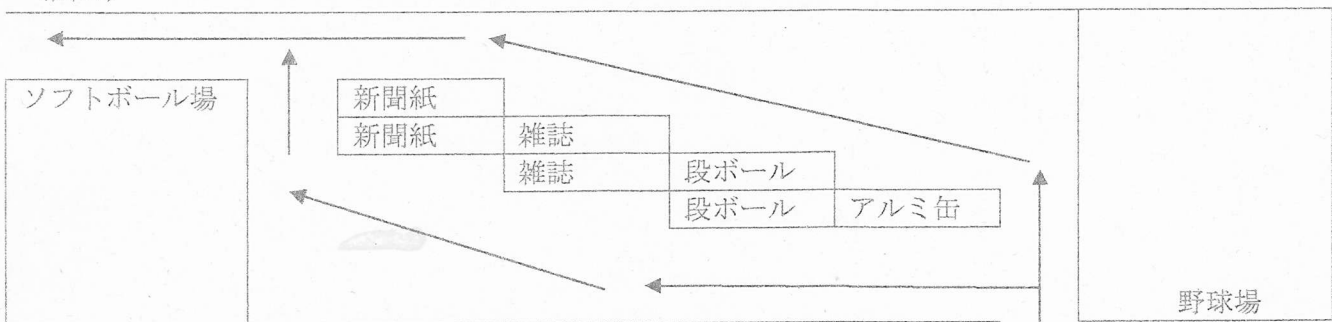 ソフトボール場
新聞紙
新聞紙 雑誌
雑誌 段ボール
段ボール アルミ缶
野球場